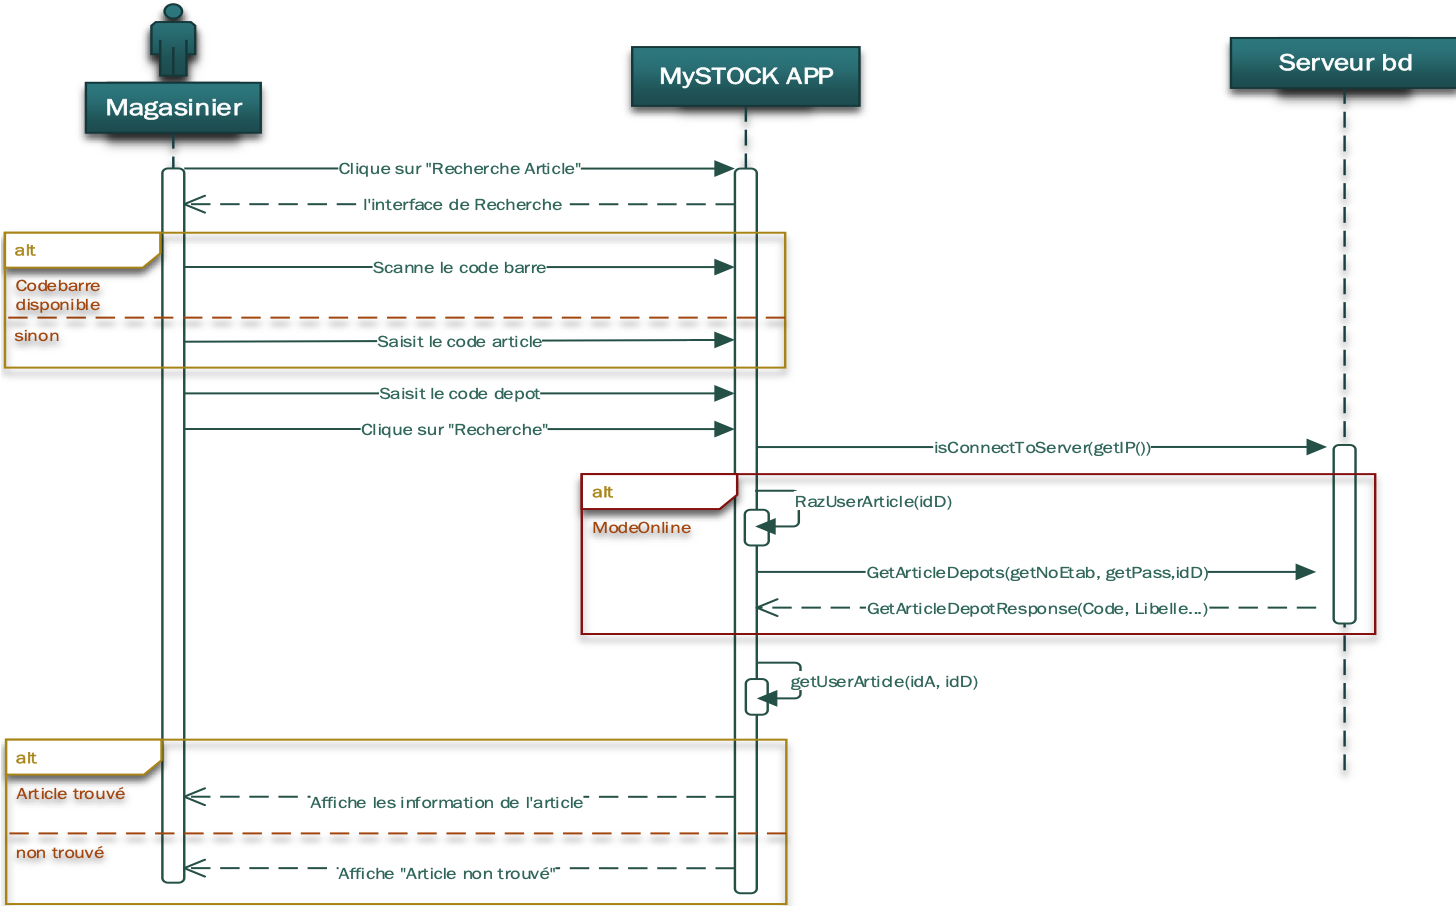 Magasinier
MySTOCK APP
Serveur bd
Clique sur "Recherche Article"
l'interface de Recherche
alt
Scanne le code barre
Codebarre
disponible
sinon
Saisit le code article
Saisit le code depot
Clique sur "Recherche"
isConnectToServer(getIP())
alt
RazUserArticle(idD)
ModeOnline
GetArticleDepots(getNoEtab, getPass,idD)
GetArticleDepotResponse(Code, Libelle...)
getUserArticle(idA, idD)
alt
Article trouvé
Affiche les information de l'article
non trouvé
Affiche "Article non trouvé"